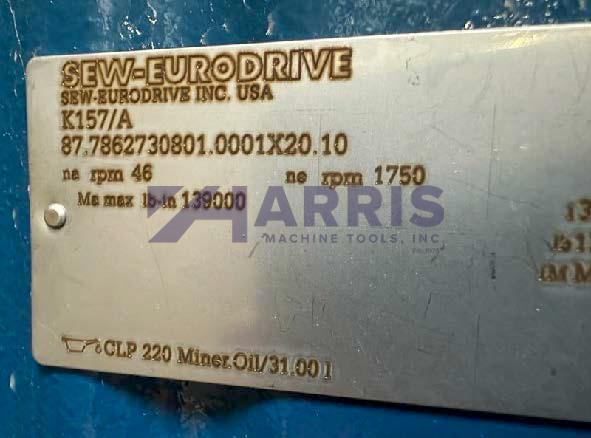 SEW-EURODRIVE
SEW-EURODRIVE INC. USA
K157/A
87.7862730801.0001X20.10
na rpm 46 ne rpm 1750
Ma max lb-in 139000
ARRIS
MACHINE TOOLS, INC
CLP 220 Miner.Oil/31.00 l